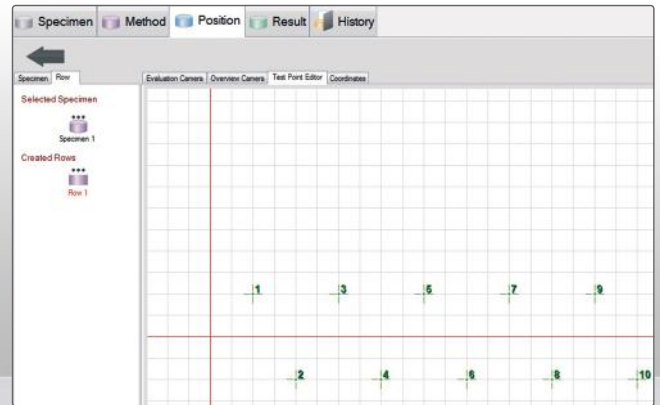 Specimen Method Position Result History
Specimen Row
Evaluation Camera Overview Camera Test Point Editor Coordinates
Selected Specimen
Specimen 1
Created Rows
Row 1
1 3 5 7 9
2 4 6 8 10